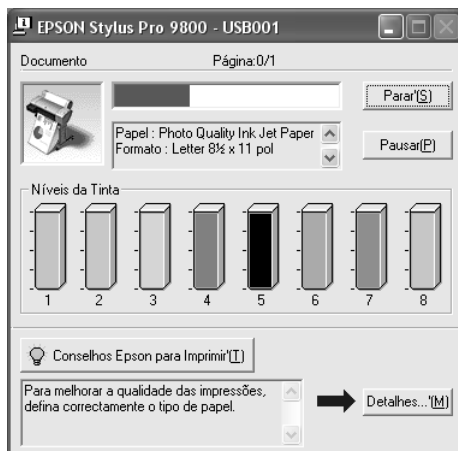 EPSON Stylus Pro 9800 - USB001
Documento Página:0/1
Parar'(S)
Papel : Photo Quality Ink Jet Paper
Formato : Letter 8½ x 11 pol
Pausar(P)
Níveis da Tinta
1 2 3 4 5 6 7 8
Conselhos Epson para Imprimir'(T)
Para melhorar a qualidade das impressões,
defina correctamente o tipo de papel.
Detalhes...'(M)